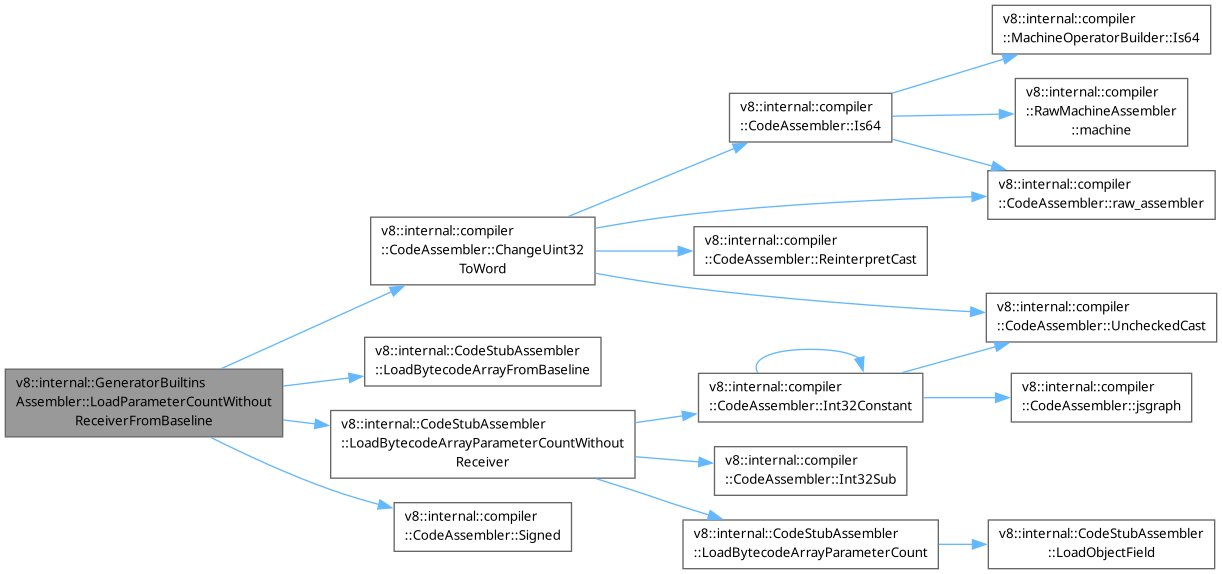 v8::internal::compiler
::MachineOperatorBuilder::Is64
v8::internal::compiler
::RawMachineAssembler
::machine
v8::internal::compiler
::CodeAssembler::Is64
v8::internal::compiler
::CodeAssembler::raw_assembler
v8::internal::compiler
::CodeAssembler::ChangeUint32
ToWord
v8::internal::compiler
::CodeAssembler::ReinterpretCast
v8::internal::compiler
::CodeAssembler::UncheckedCast
v8::internal::CodeStubAssembler
::LoadBytecodeArrayFromBaseline
v8::internal::GeneratorBuiltins
Assembler::LoadParameterCountWithout
ReceiverFromBaseline
v8::internal::compiler
::CodeAssembler::Int32Constant
v8::internal::compiler
::CodeAssembler::jsgraph
v8::internal::CodeStubAssembler
::LoadBytecodeArrayParameterCountWithout
Receiver
v8::internal::compiler
::CodeAssembler::Int32Sub
v8::internal::compiler
::CodeAssembler::Signed
v8::internal::CodeStubAssembler
::LoadBytecodeArrayParameterCount
v8::internal::CodeStubAssembler
::LoadObjectField